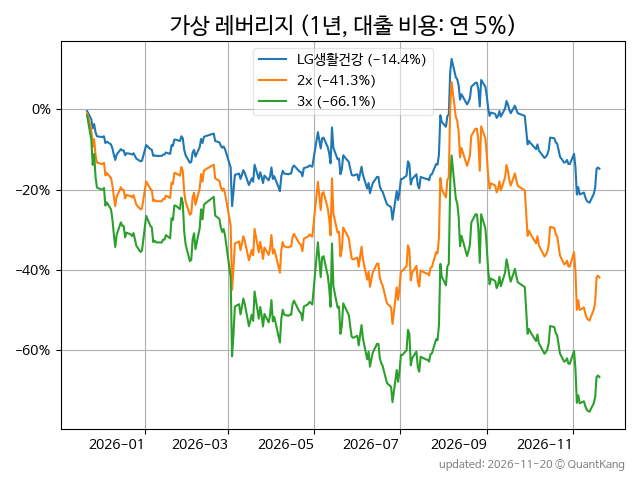 가상 레버리지 (1년, 대출 비용: 연 5%)
LG생활건강 (−14.4%)
2x (−41.3%)
3x (−66.1%)
0%
−20%
−40%
−60%
2026-01 2026-03 2026-05 2026-07 2026-09 2026-11
updated: 2026-11-20 © QuantKang